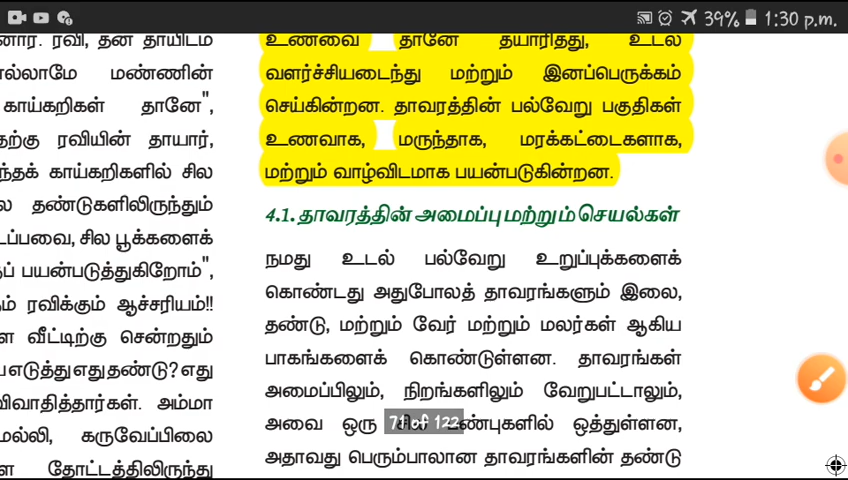 39% 1:30 p.m.
னார். ரவி, தன் தாயிடம்
ால்லாமே மண்ணின்
காய்கறிகள் தானே",
தற்கு ரவியின் தாயார்,
ந்தக் காய்கறிகளில் சில
ல தண்டுகளிலிருந்தும்
டப்பவை, சில பூக்களைக்
ப் பயன்படுத்துகிறோம்",
ம் ரவிக்கும் ஆச்சரியம்!!
ள வீட்டிற்கு சென்றதும்
எடுத்து எது தண்டு? எது
விவாதித்தார்கள். அம்மா
மல்லி, கருவேப்பிலை
ள தோட்டத்திலிருந்து
உணவை தானே தயாரித்து, உடல்
வளர்ச்சியடைந்து மற்றும் இனப்பெருக்கம்
செய்கின்றன. தாவரத்தின் பல்வேறு பகுதிகள்
உணவாக, மருந்தாக, மரக்கட்டைகளாக,
மற்றும் வாழ்விடமாக பயன்படுகின்றன.
4.1. தாவரத்தின் அமைப்பு மற்றும் செயல்கள்
நமது உடல் பல்வேறு உறுப்புக்களைக்
கொண்டது அதுபோலத் தாவரங்களும் இலை,
தண்டு, மற்றும் வேர் மற்றும் மலர்கள் ஆகிய
பாகங்களைக் கொண்டுள்ளன. தாவரங்கள்
அமைப்பிலும், நிறங்களிலும் வேறுபட்டாலும்,
அவை ஒரு ஒத்துள்ளன,
71 of 122
அதாவது பெரும்பாலான தாவரங்களின் தண்டு